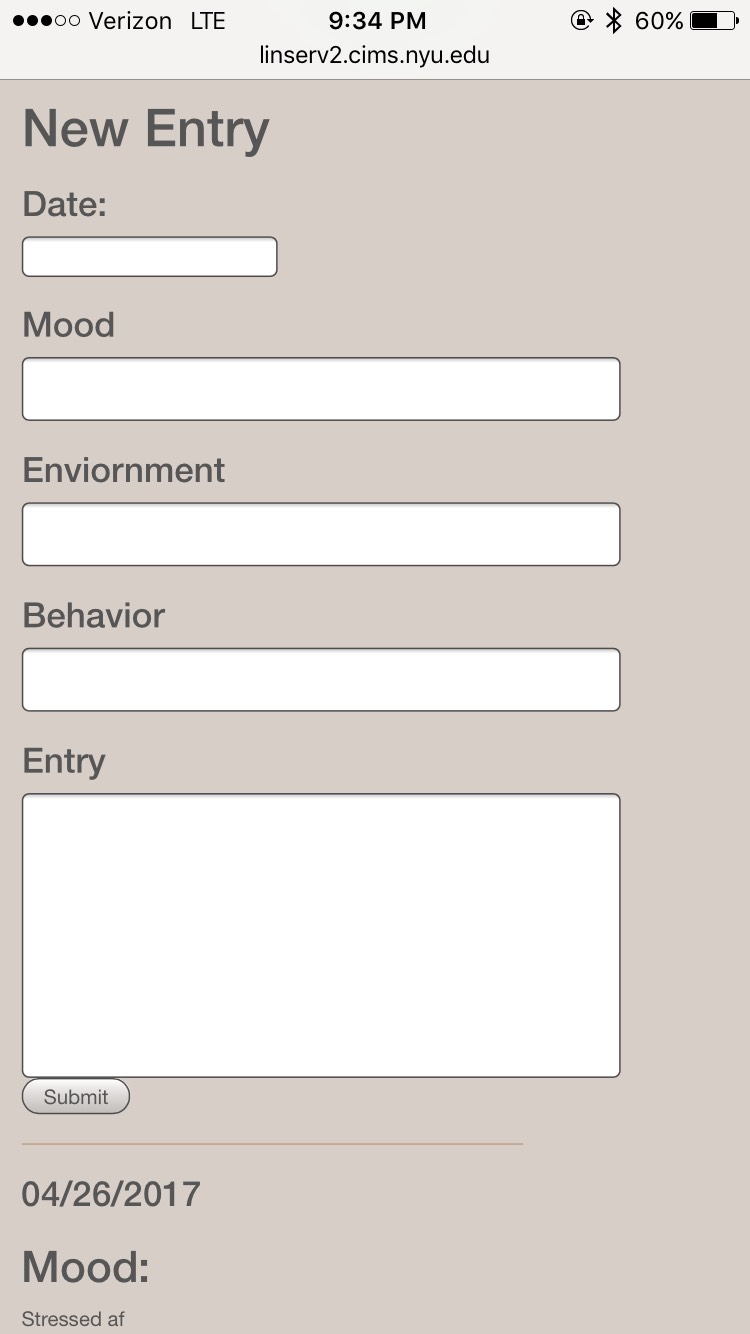 Verizon LTE 9:34 PM 60%
linserv2.cims.nyu.edu
New Entry
Date:
Mood
Enviornment
Behavior
Entry
Submit
04/26/2017
Mood:
Stressed af